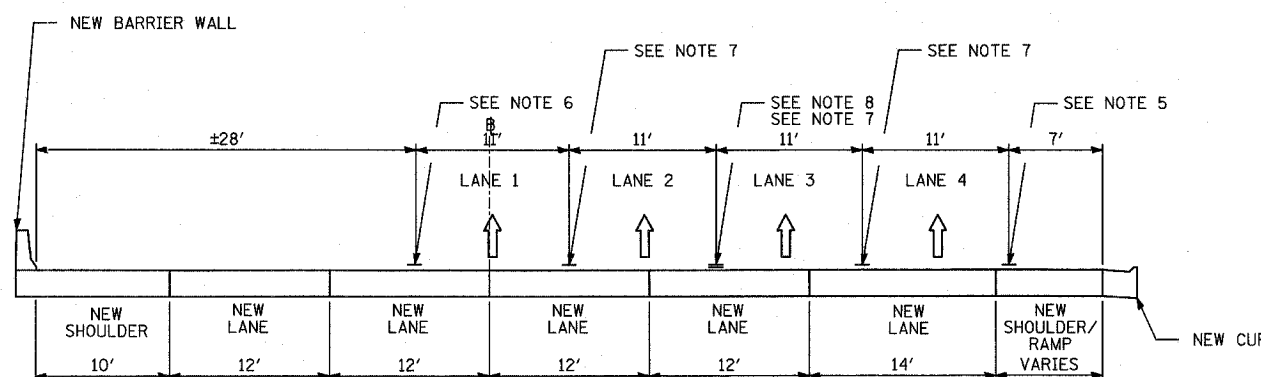 NEW BARRIER WALL
SEE NOTE 7
SEE NOTE 7
SEE NOTE 6
SEE NOTE 8
SEE NOTE 7
SEE NOTE 5
±28'
11'
11'
11'
11'
7'
LANE 1
LANE 2
LANE 3
LANE 4
NEW
SHOULDER
NEW
LANE
NEW
LANE
NEW
LANE
NEW
LANE
NEW
LANE
NEW
SHOULDER/
RAMP
VARIES
NEW CUR
10'
12'
12'
12'
12'
14'